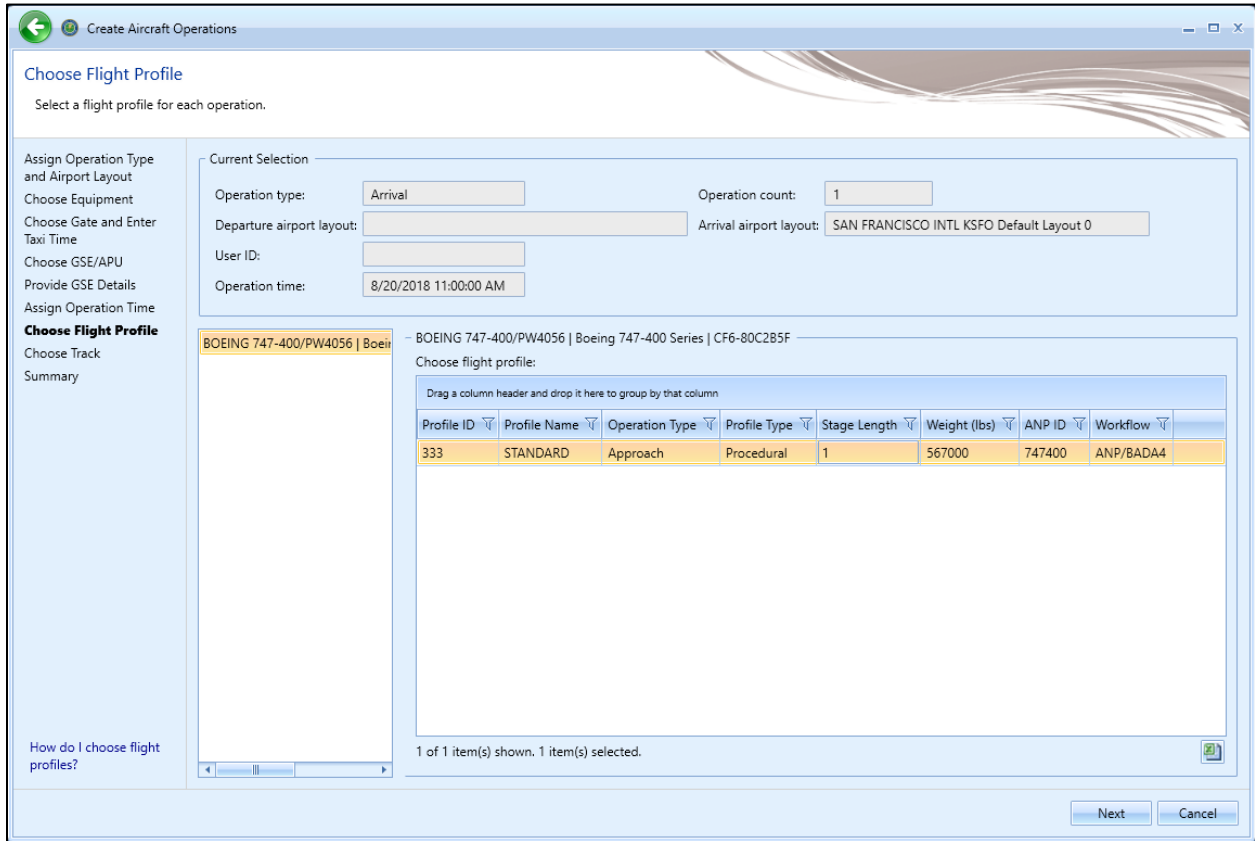 Create Aircraft Operations
Choose Flight Profile
Select a flight profile for each operation.
Assign Operation Type
and Airport Layout
Choose Equipment
Choose Gate and Enter
Taxi Time
Choose GSE/APU
Provide GSE Details
Assign Operation Time
Choose Flight Profile
Choose Track
Summary
How do I choose flight
profiles?
Current Selection
Operation type: Arrival Operation count: 1
Departure airport layout: Arrival airport layout: SAN FRANCISCO INTL KSFO Default Layout 0
User ID:
Operation time: 8/20/2018 11:00:00 AM
BOEING 747-400/PW4056 | Boein
BOEING 747-400/PW4056 | Boeing 747-400 Series | CF6-80C2B5F
Choose flight profile:
Drag a column header and drop it here to group by that column
Profile ID Profile Name Operation Type Profile Type Stage Length Weight (lbs) ANP ID Workflow
333 STANDARD Approach Procedural 1 567000 747400 ANP/BADA4
1 of 1 item(s) shown. 1 item(s) selected.
Next Cancel